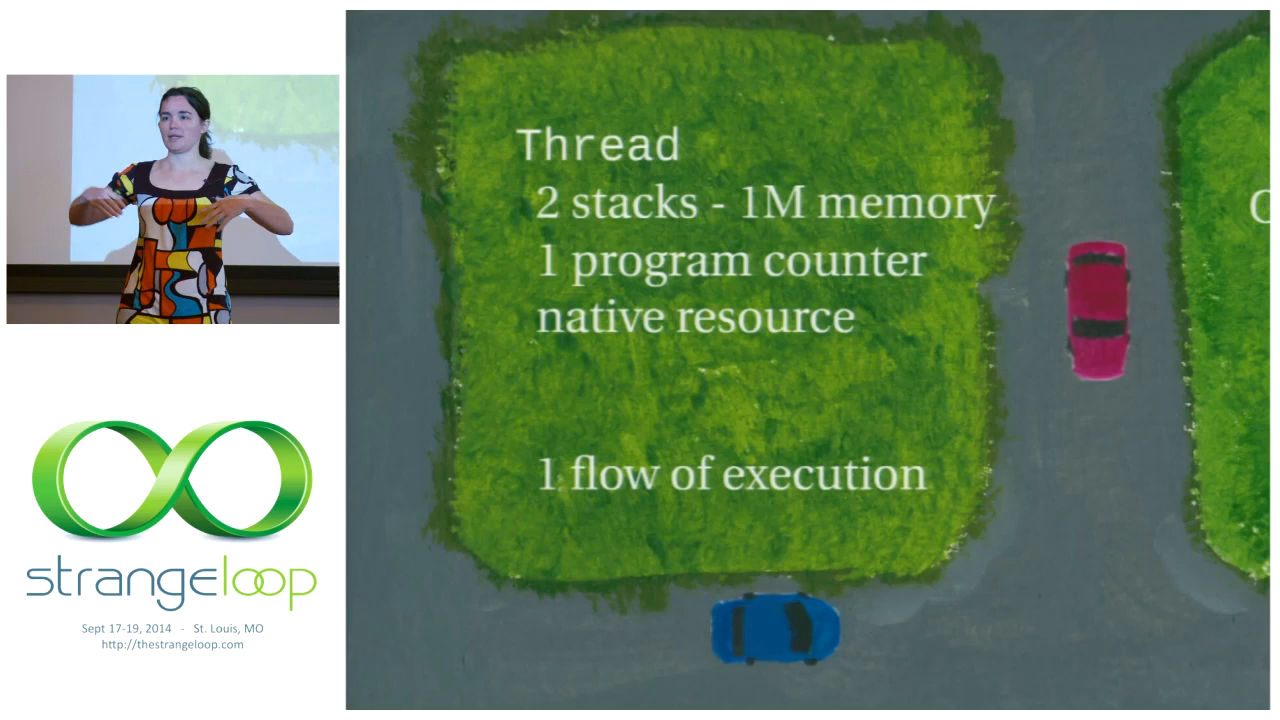 Thread
2 stacks - 1M memory
1 program counter
native resource
1 flow of execution
strangeloop
Sept 17-19, 2014 - St. Louis, MO
http://thestrangeloop.com